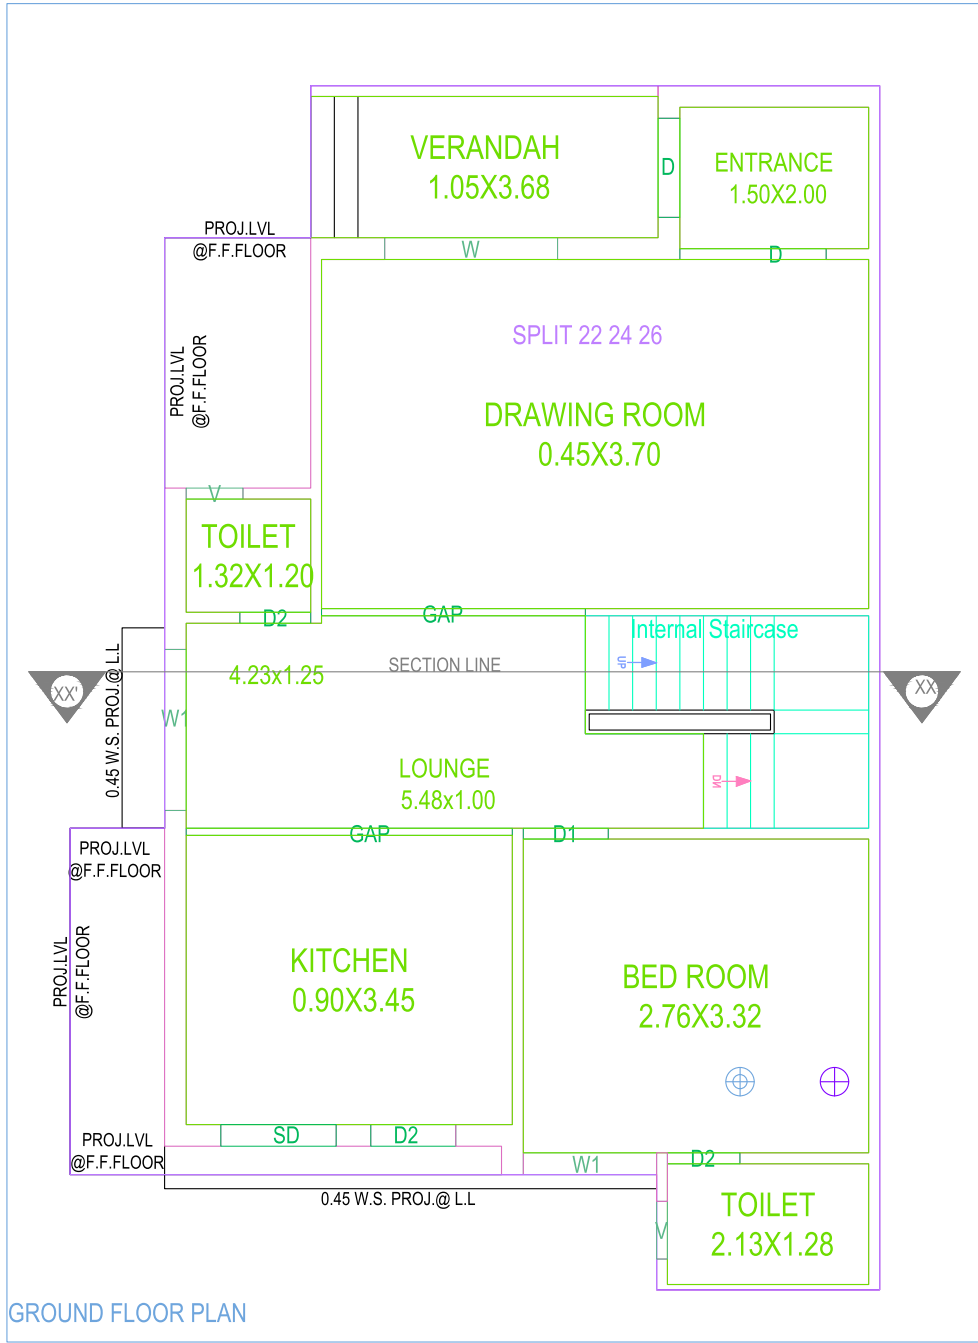 VERANDAH
1.05X3.68
D
ENTRANCE
1.50X2.00
PROJ.LVL
@F.F.FLOOR
W
D
SPLIT 22 24 26
PROJ.LVL
@F.F.FLOOR
DRAWING ROOM
0.45X3.70
V
TOILET
1.32X1.20
D2
GAP
Internal Staircase
UP
SECTION LINE
4.23x1.25
XX'
XX
W1
0.45 W.S. PROJ.@ L.L
LOUNGE
5.48x1.00
DN
GAP
D1
PROJ.LVL
@F.F.FLOOR
PROJ.LVL
@F.F.FLOOR
KITCHEN
0.90X3.45
BED ROOM
2.76X3.32
SD
D2
PROJ.LVL
@F.F.FLOOR
W1
D2
0.45 W.S. PROJ.@ L.L
TOILET
2.13X1.28
V
GROUND FLOOR PLAN